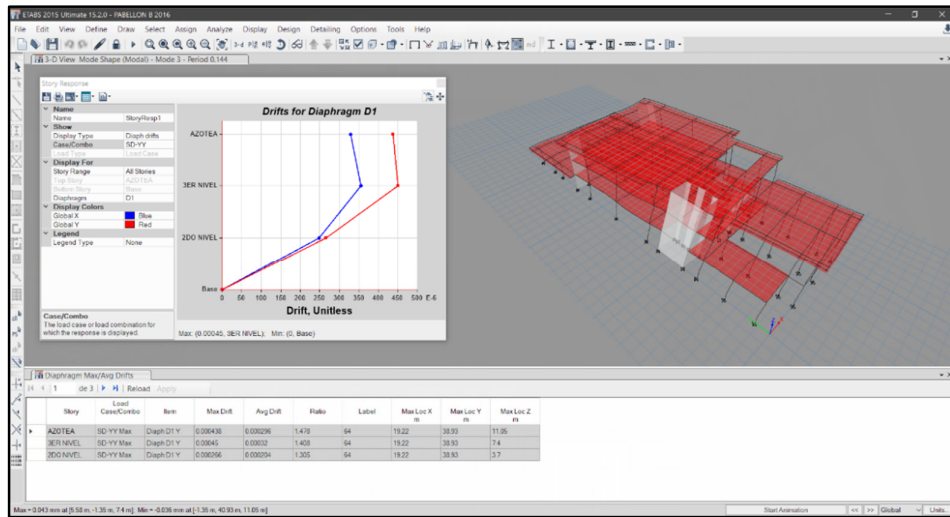 ETABS 2015 Ultimate 15.2.0 - PABELLON B 2016
File Edit View Define Draw Select Assign Analyze Display Design Detailing Options Tools Help
3-D View Mode Shape (Modal) - Mode 3 - Period 0,144
Story Response
Name
Name StoryResp1
Show
Display Type Diaph drifts
Case/Combo SD-YY
Load Type Load Case
Display For
Story Range All Stories
Top Story AZOTEA
Bottom Story Base
Diaphragm D1
Display Colors
Global X Blue
Global Y Red
Legend
Legend Type None
Case/Combo
The load case or load combination for
which the response is displayed.
Drifts for Diaphragm D1
AZOTEA
3ER NIVEL
2DO NIVEL
Base
0 50 100 150 200 250 300 350 400 450 500 E-6
Drift, Unitless
Max: (0.00045, 3ER NIVEL); Min: (0, Base)
Diaphragm Max/Avg Drifts
1 de 3 Reload Apply
Story Load Case/Combo Item Max Drift Avg Drift Ratio Label Max Loc X m Max Loc Y m Max Loc Z m
AZOTEA SD-YY Max Diaph D1 Y 0.000438 0.000296 1.478 64 19.22 38.93 11.05
3ER NIVEL SD-YY Max Diaph D1 Y 0.00045 0.00032 1.408 64 19.22 38.93 7.4
2DO NIVEL SD-YY Max Diaph D1 Y 0.000266 0.000204 1.305 64 19.22 38.93 3.7
Max = 0.043 mm at [5.58 m, -1.35 m, 7.4 m]; Min = -0.036 mm at [-1.35 m, 40.93 m, 11.05 m]
Start Animation << >> Global Units...